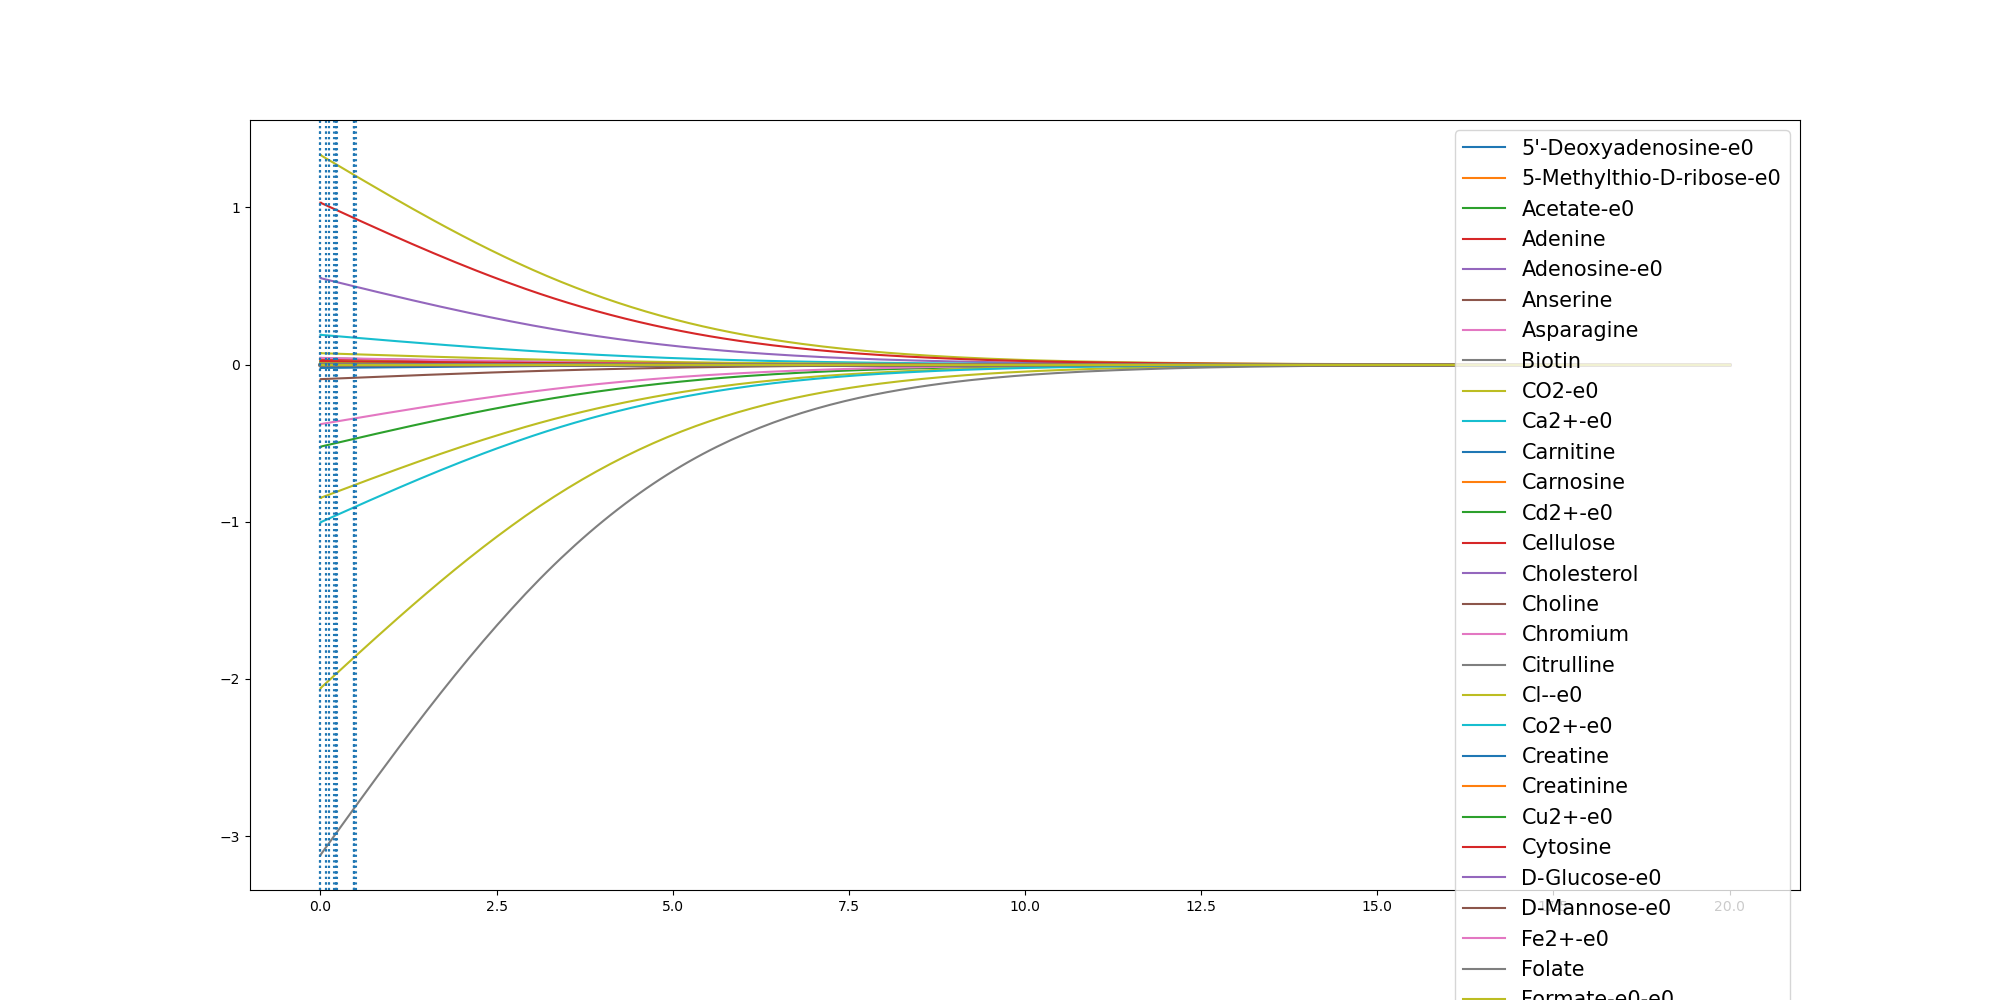 1
0
−1
−2
−3
0.0
2.5
5.0
7.5
10.0
12.5
15.0
20.0
5'-Deoxyadenosine-e0
5-Methylthio-D-ribose-e0
Acetate-e0
Adenine
Adenosine-e0
Anserine
Asparagine
Biotin
CO2-e0
Ca2+-e0
Carnitine
Carnosine
Cd2+-e0
Cellulose
Cholesterol
Choline
Chromium
Citrulline
Cl--e0
Co2+-e0
Creatine
Creatinine
Cu2+-e0
Cytosine
D-Glucose-e0
D-Mannose-e0
Fe2+-e0
Folate
Formate-e0-e0